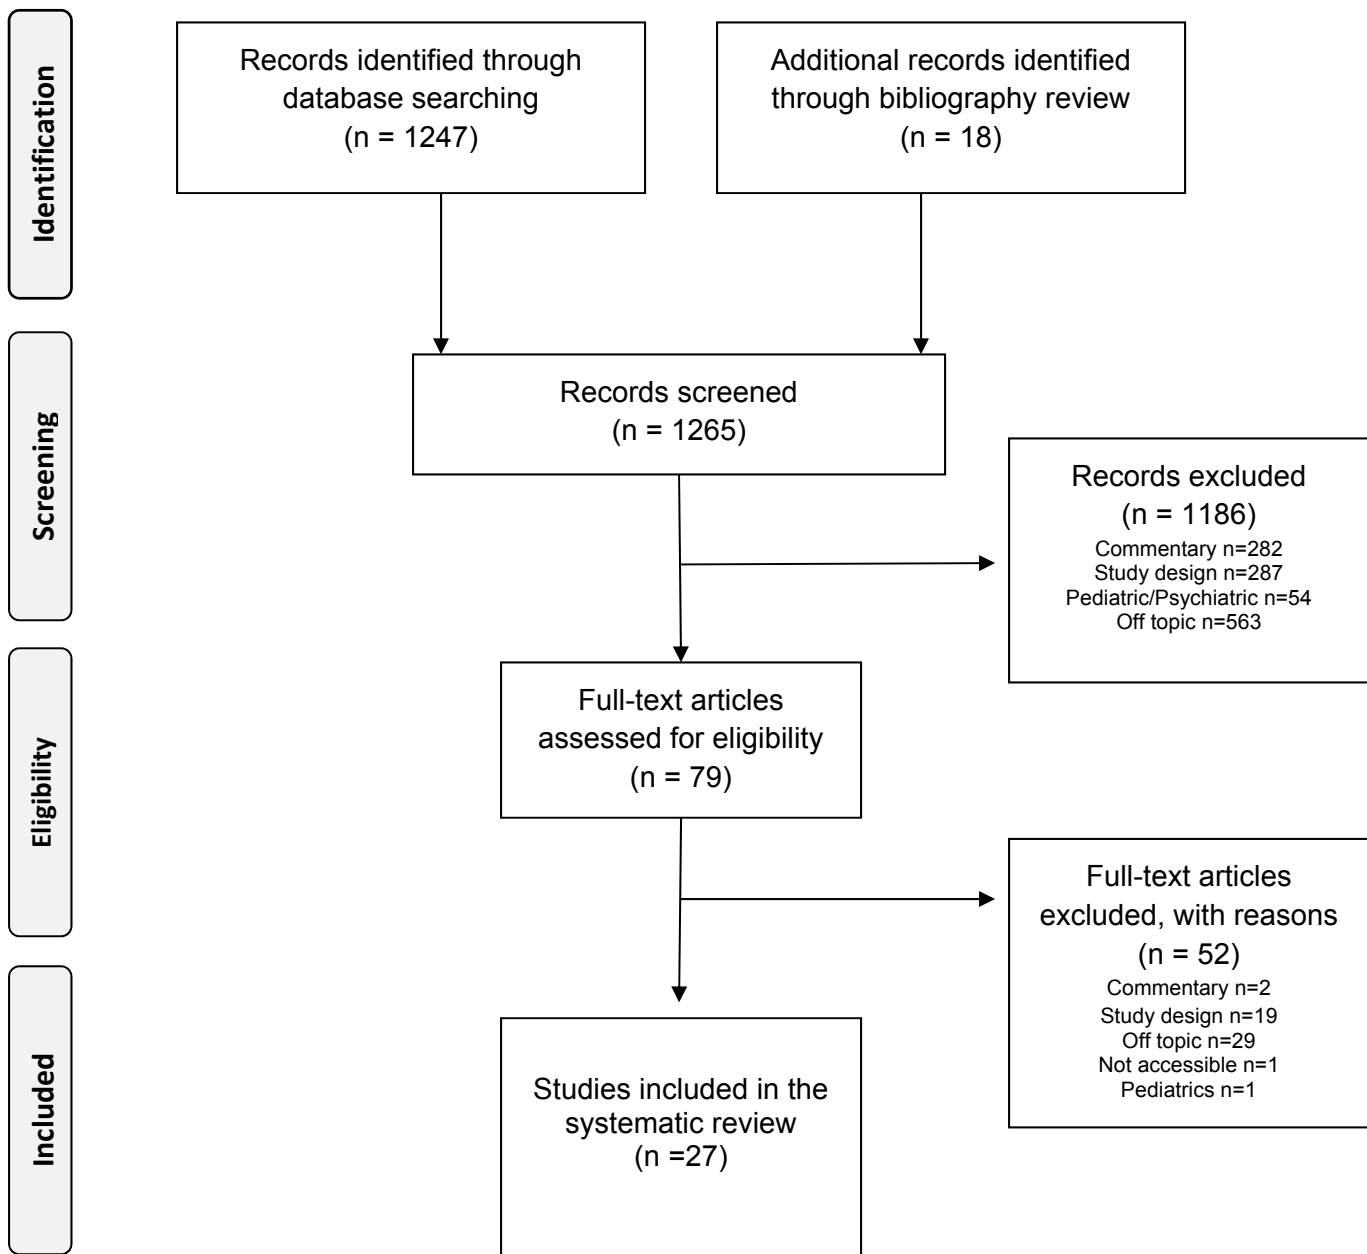 Identification
Records identified through
database searching
(n = 1247)
Additional records identified
through bibliography review
(n = 18)
Screening
Records screened
(n = 1265)
Records excluded
(n = 1186)
Commentary n=282
Study design n=287
Pediatric/Psychiatric n=54
Off topic n=563
Eligibility
Full-text articles
assessed for eligibility
(n = 79)
Full-text articles
excluded, with reasons
(n = 52)
Commentary n=2
Study design n=19
Off topic n=29
Not accessible n=1
Pediatrics n=1
Included
Studies included in the
systematic review
(n =27)